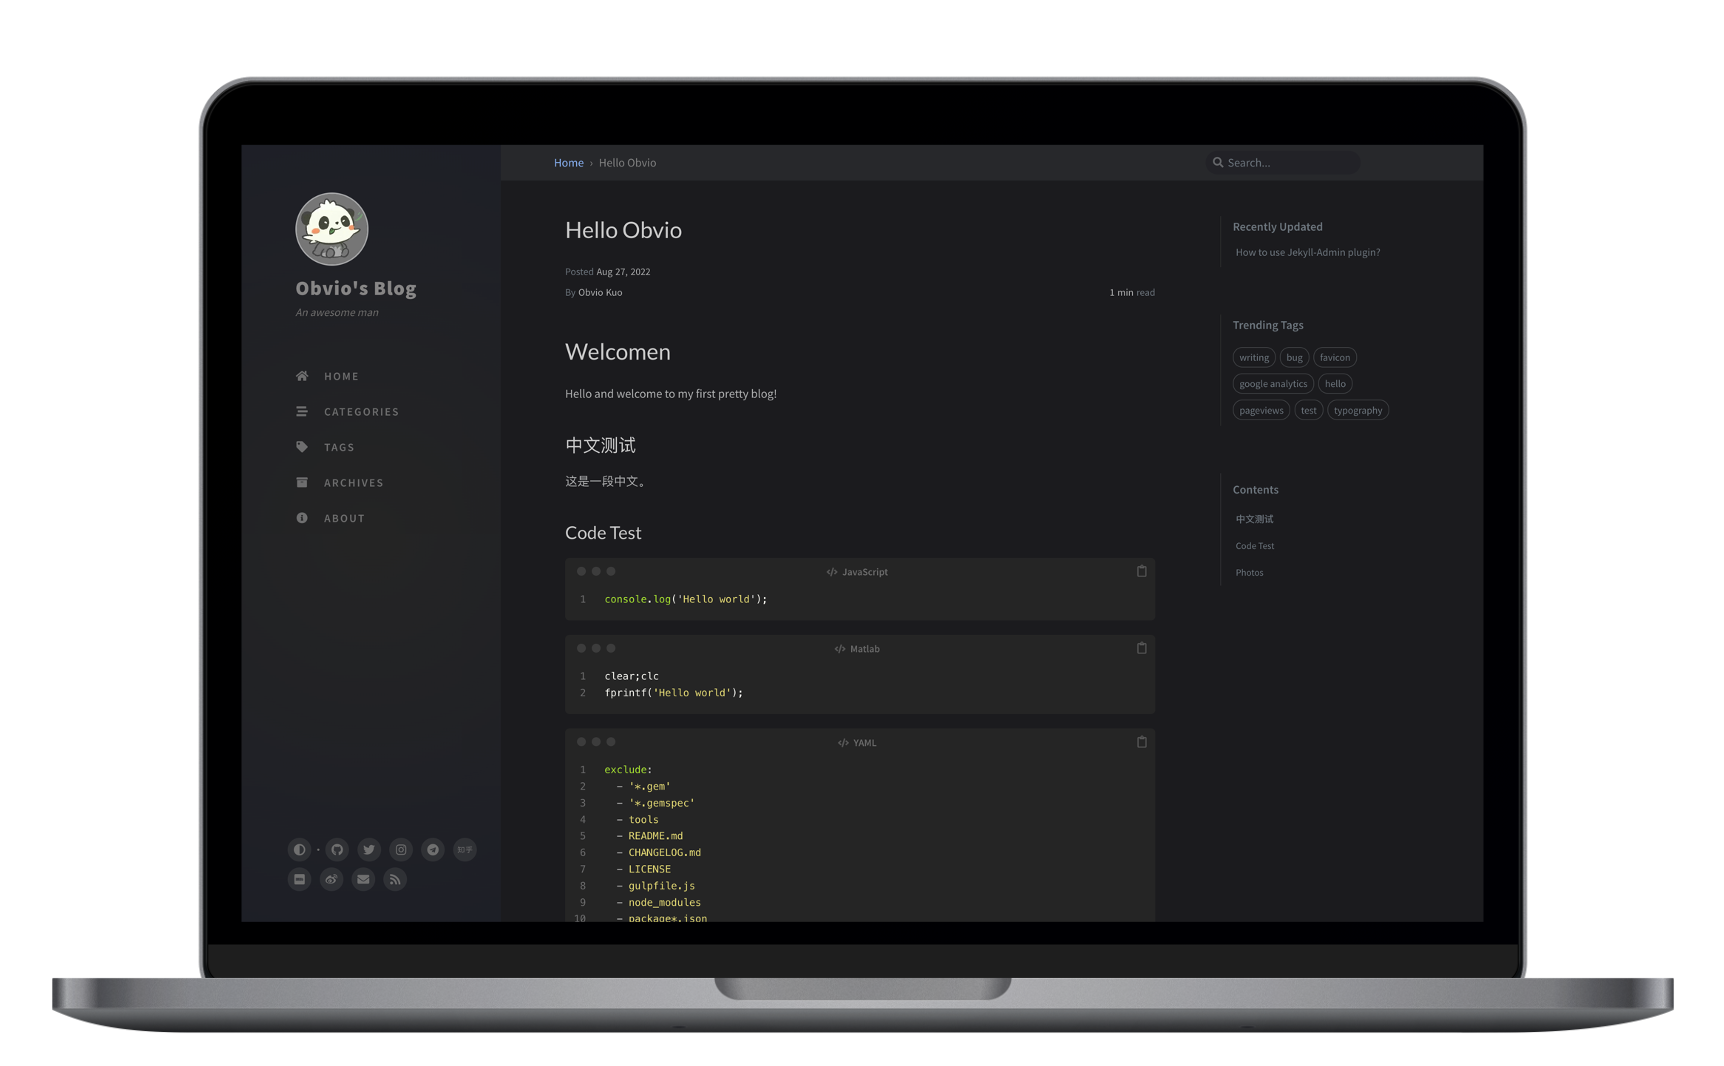 Obvio's Blog
An awesome man
HOME
CATEGORIES
TAGS
ARCHIVES
ABOUT
知乎
Home › Hello Obvio
Search...
Hello Obvio
Posted Aug 27, 2022
By Obvio Kuo
1 min read
Welcomen
Hello and welcome to my first pretty blog!
中文测试
这是一段中文。
Code Test
</> JavaScript
1 console.log('Hello world');
</> Matlab
1 clear;clc
2 fprintf('Hello world');
</> YAML
1 exclude:
2 - '*.gem'
3 - '*.gemspec'
4 - tools
5 - README.md
6 - CHANGELOG.md
7 - LICENSE
8 - gulpfile.js
9 - node_modules
10 - package*.json
Recently Updated
How to use Jekyll-Admin plugin?
Trending Tags
writing bug favicon
google analytics hello
pageviews test typography
Contents
中文测试
Code Test
Photos